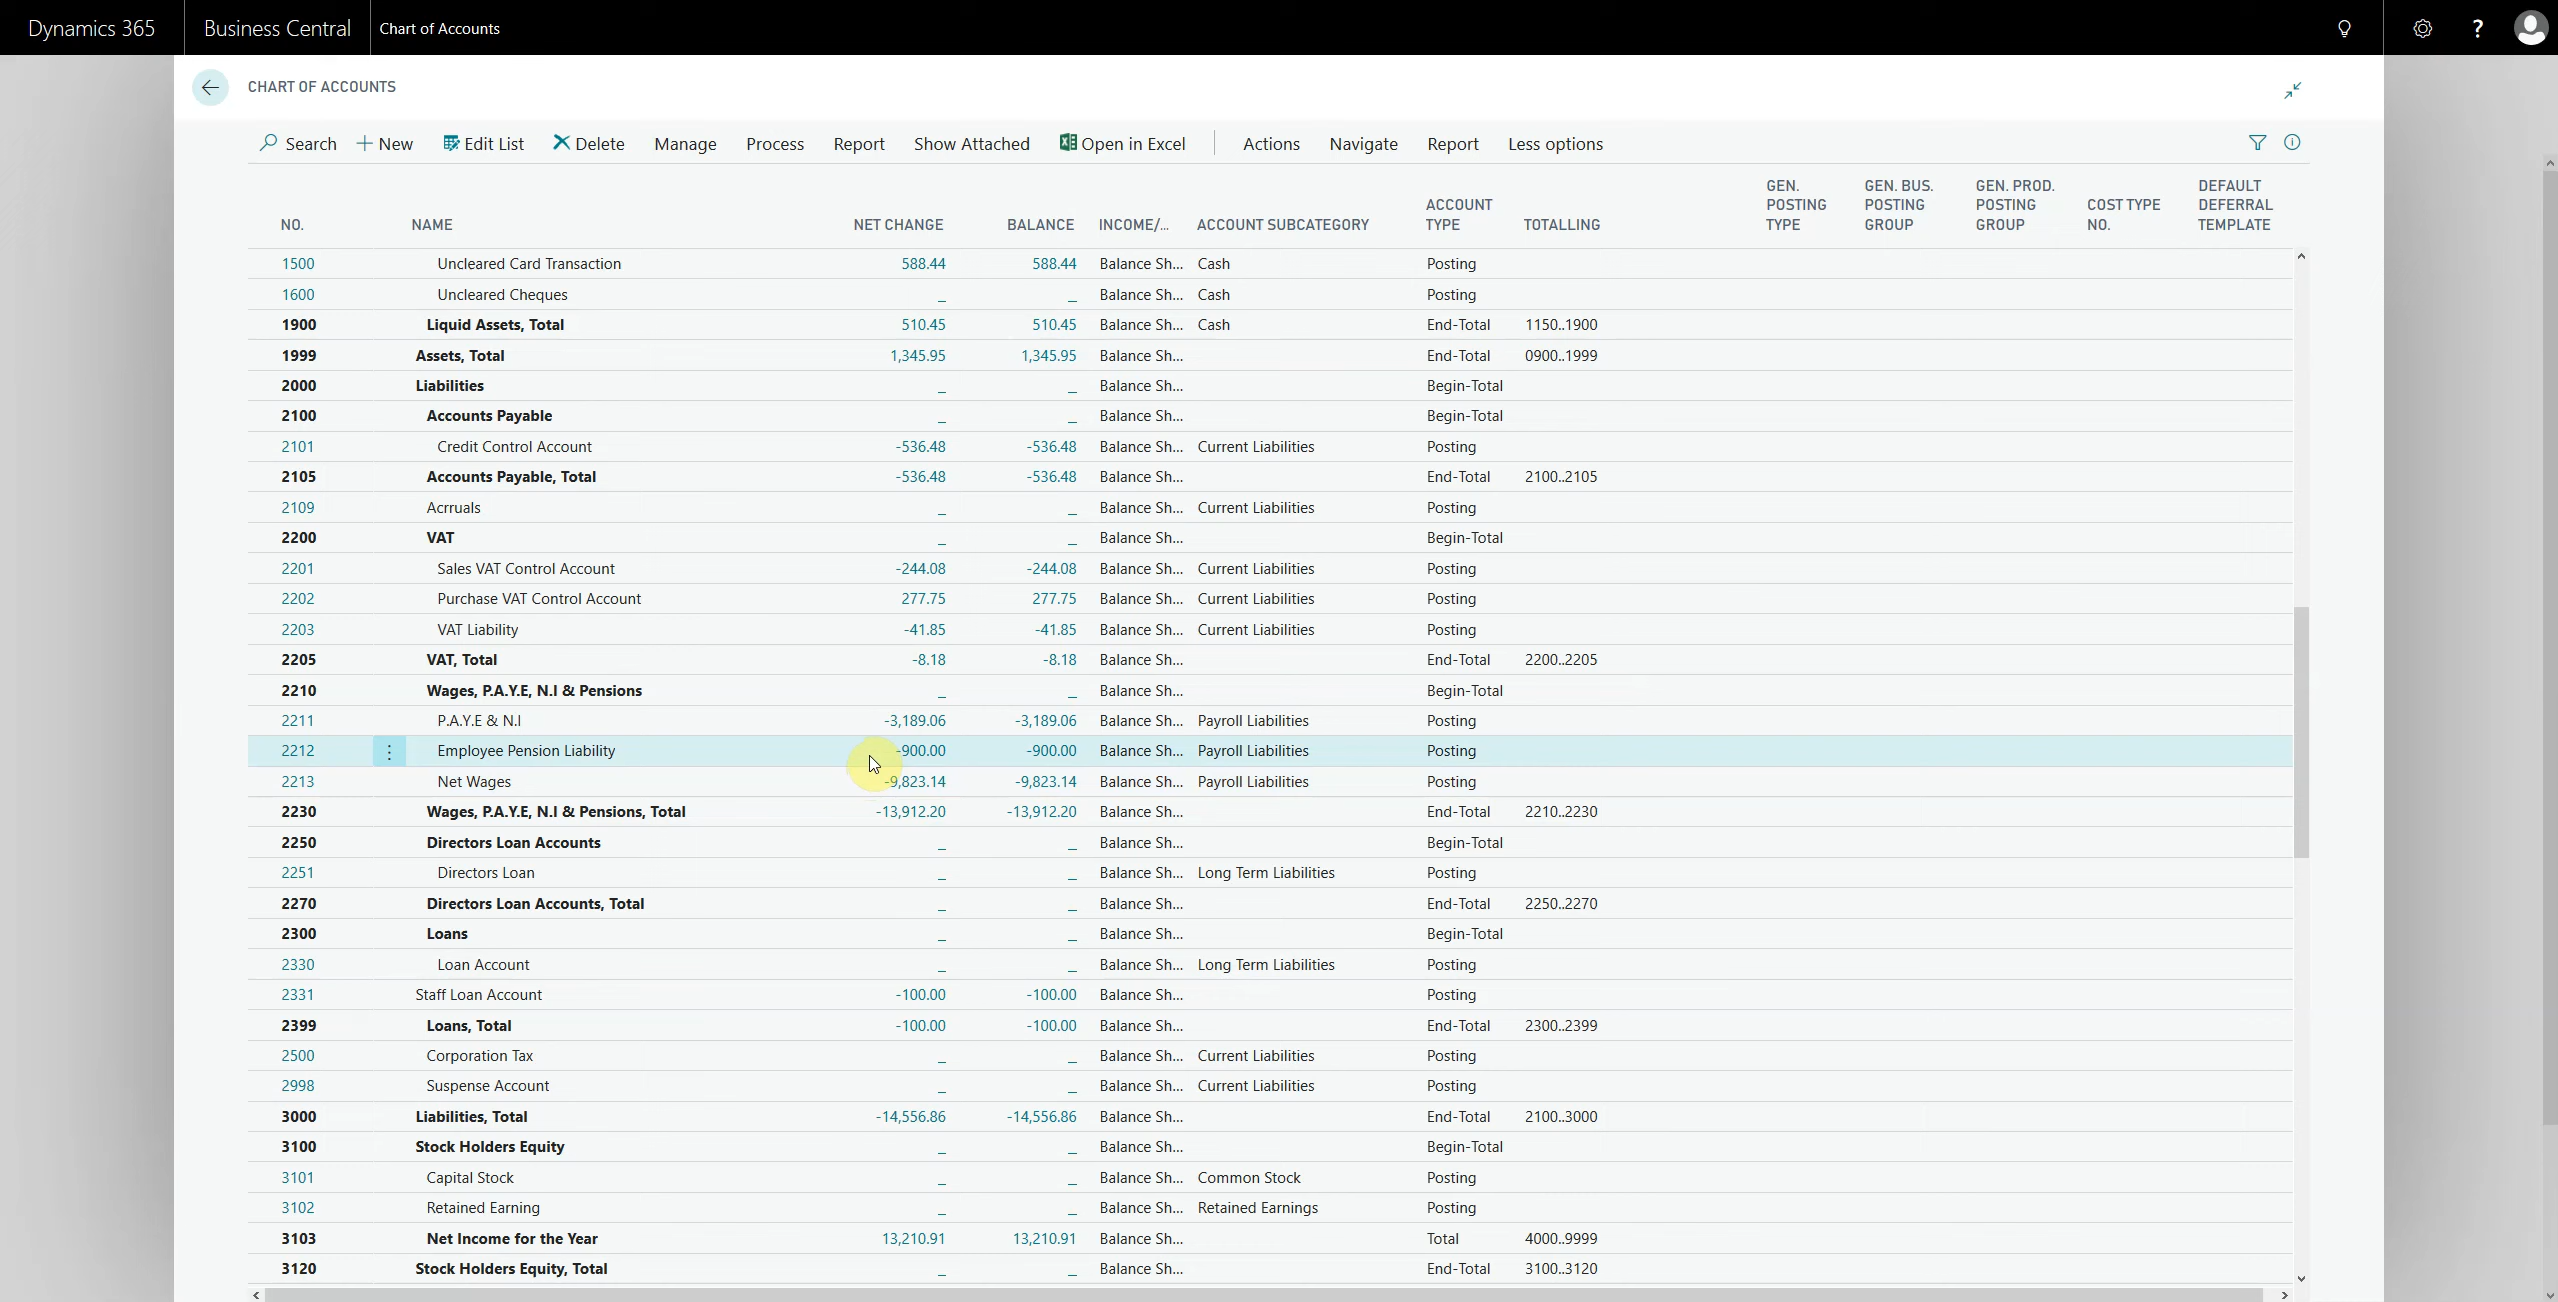 Dynamics 365 Business Central Chart of Accounts ?
CHART OF ACCOUNTS
Search New Edit List Delete Manage Process Report Show Attached Open in Excel Actions Navigate Report Less options
NO. NAME NET CHANGE BALANCE INCOME/... ACCOUNT SUBCATEGORY ACCOUNT TYPE TOTALLING GEN. POSTING TYPE GEN. BUS. POSTING GROUP GEN. PROD. POSTING GROUP COST TYPE NO. DEFAULT DEFERRAL TEMPLATE
1500 Uncleared Card Transaction 588.44 588.44 Balance Sh... Cash Posting
1600 Uncleared Cheques _ _ Balance Sh... Cash Posting
1900 Liquid Assets, Total 510.45 510.45 Balance Sh... Cash End-Total 1150..1900
1999 Assets, Total 1,345.95 1,345.95 Balance Sh... End-Total 0900..1999
2000 Liabilities _ _ Balance Sh... Begin-Total
2100 Accounts Payable _ _ Balance Sh... Begin-Total
2101 Credit Control Account -536.48 -536.48 Balance Sh... Current Liabilities Posting
2105 Accounts Payable, Total -536.48 -536.48 Balance Sh... End-Total 2100..2105
2109 Acrruals _ _ Balance Sh... Current Liabilities Posting
2200 VAT _ _ Balance Sh... Begin-Total
2201 Sales VAT Control Account -244.08 -244.08 Balance Sh... Current Liabilities Posting
2202 Purchase VAT Control Account 277.75 277.75 Balance Sh... Current Liabilities Posting
2203 VAT Liability -41.85 -41.85 Balance Sh... Current Liabilities Posting
2205 VAT, Total -8.18 -8.18 Balance Sh... End-Total 2200..2205
2210 Wages, P.A.Y.E, N.I & Pensions _ _ Balance Sh... Begin-Total
2211 P.A.Y.E & N.I -3,189.06 -3,189.06 Balance Sh... Payroll Liabilities Posting
2212 Employee Pension Liability -900.00 -900.00 Balance Sh... Payroll Liabilities Posting
2213 Net Wages -9,823.14 -9,823.14 Balance Sh... Payroll Liabilities Posting
2230 Wages, P.A.Y.E, N.I & Pensions, Total -13,912.20 -13,912.20 Balance Sh... End-Total 2210..2230
2250 Directors Loan Accounts _ _ Balance Sh... Begin-Total
2251 Directors Loan _ _ Balance Sh... Long Term Liabilities Posting
2270 Directors Loan Accounts, Total _ _ Balance Sh... End-Total 2250..2270
2300 Loans _ _ Balance Sh... Begin-Total
2330 Loan Account _ _ Balance Sh... Long Term Liabilities Posting
2331 Staff Loan Account -100.00 -100.00 Balance Sh... Posting
2399 Loans, Total -100.00 -100.00 Balance Sh... End-Total 2300..2399
2500 Corporation Tax _ _ Balance Sh... Current Liabilities Posting
2998 Suspense Account _ _ Balance Sh... Current Liabilities Posting
3000 Liabilities, Total -14,556.86 -14,556.86 Balance Sh... End-Total 2100..3000
3100 Stock Holders Equity _ _ Balance Sh... Begin-Total
3101 Capital Stock _ _ Balance Sh... Common Stock Posting
3102 Retained Earning _ _ Balance Sh... Retained Earnings Posting
3103 Net Income for the Year 13,210.91 13,210.91 Balance Sh... Total 4000..9999
3120 Stock Holders Equity, Total _ _ Balance Sh... End-Total 3100..3120